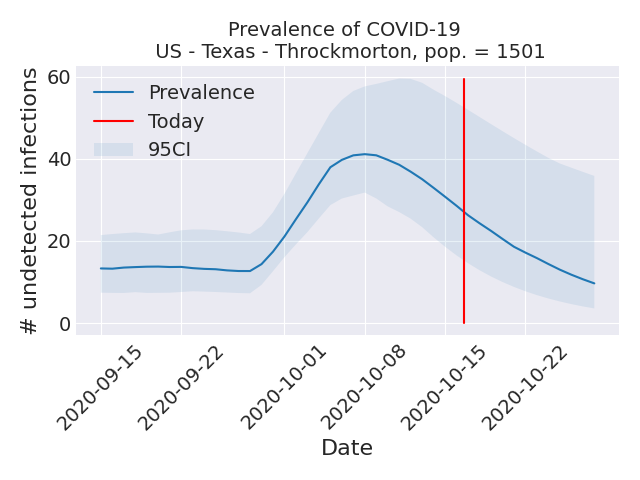 Prevalence of COVID-19
US - Texas - Throckmorton, pop. = 1501
# undetected infections
60
40
20
0
Prevalence
Today
95CI
2020-09-15
2020-09-22
2020-10-01
2020-10-08
2020-10-15
2020-10-22
Date